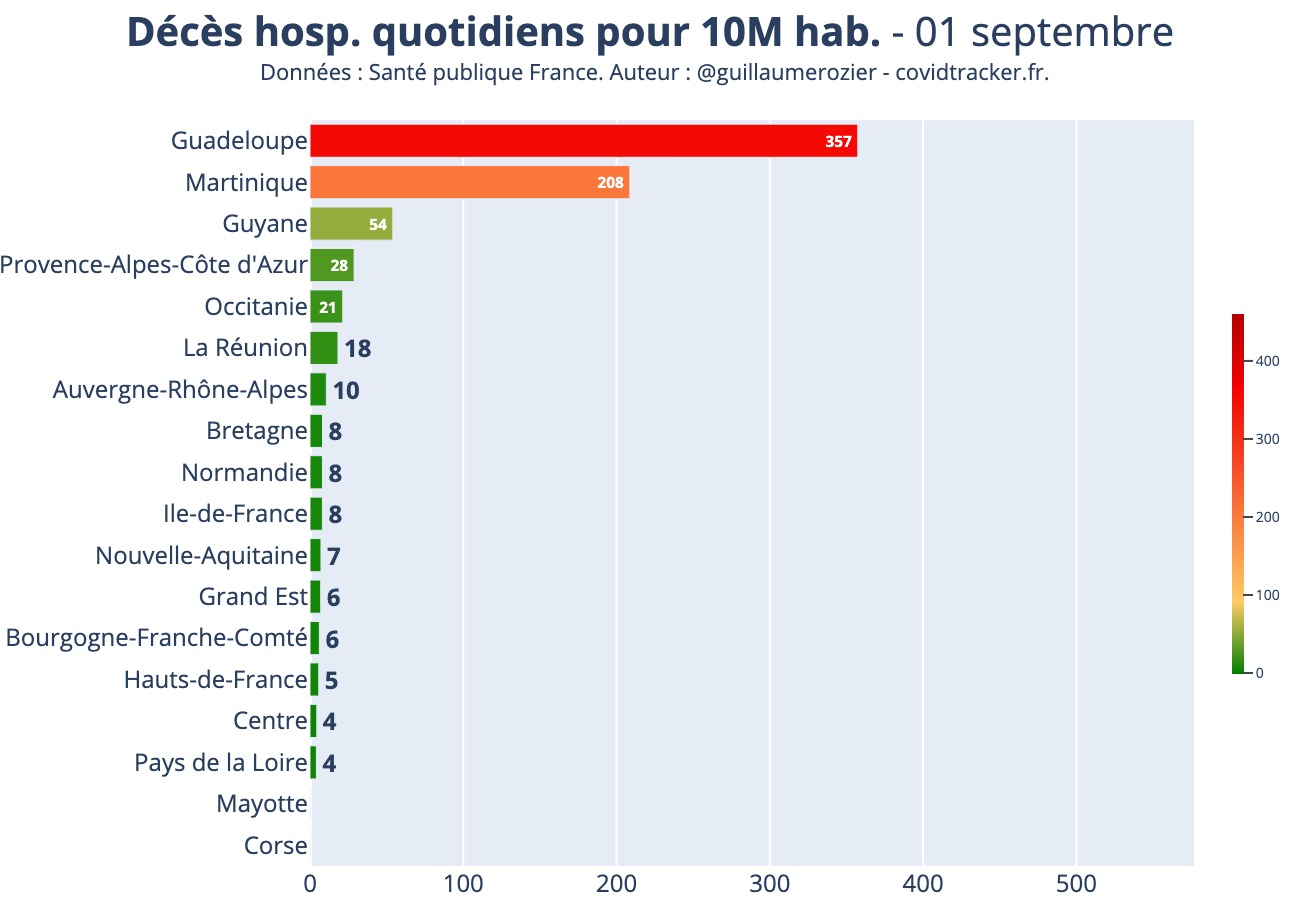 Décès hosp. quotidiens pour 10M hab. - 01 septembre
Données : Santé publique France. Auteur : @guillaumerozier - covidtracker.fr.
Guadeloupe 357
Martinique 208
Guyane 54
Provence-Alpes-Côte d'Azur 28
Occitanie 21
La Réunion 18
Auvergne-Rhône-Alpes 10
Bretagne 8
Normandie 8
Ile-de-France 8
Nouvelle-Aquitaine 7
Grand Est 6
Bourgogne-Franche-Comté 6
Hauts-de-France 5
Centre 4
Pays de la Loire 4
Mayotte
Corse
0 100 200 300 400 500
400
300
200
100
0